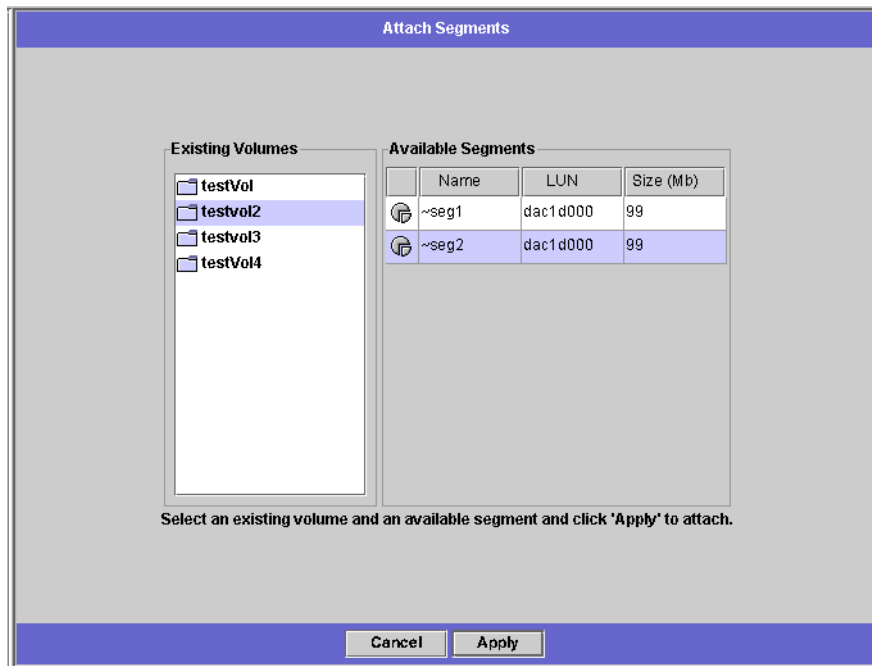 Attach Segments
Existing Volumes
testVol
testvol2
testvol3
testVol4
Available Segments
Name LUN Size (Mb)
~seg1 dac1d000 99
~seg2 dac1d000 99
Select an existing volume and an available segment and click 'Apply' to attach.
Cancel Apply